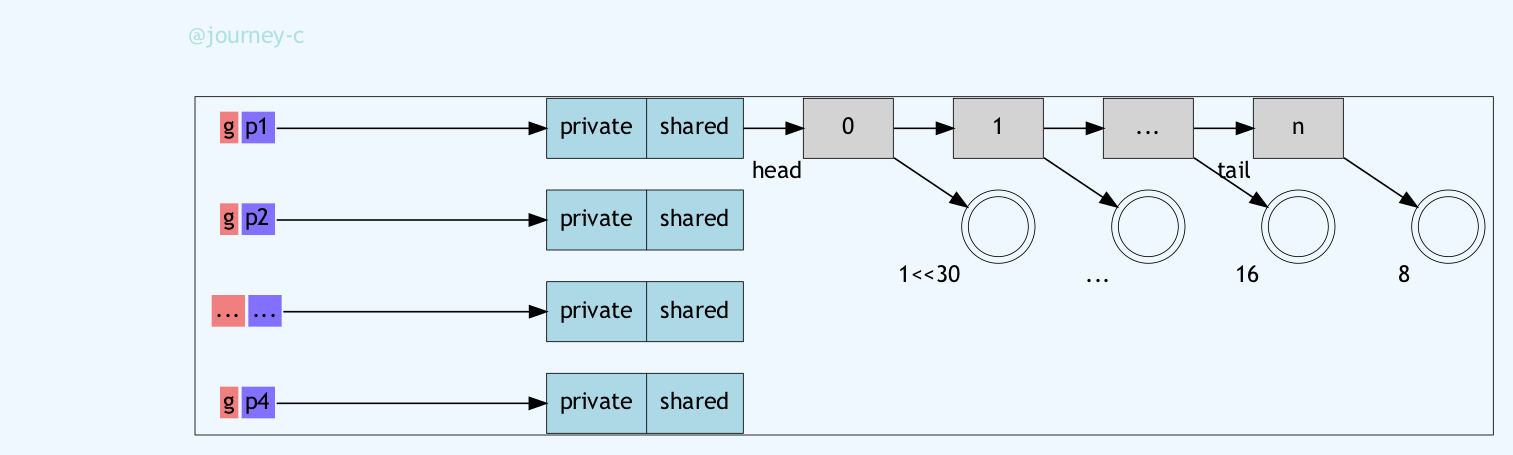 @journey-c
g p1 private shared 0 1 ... n
head tail
g p2 private shared
1<<30 ... 16 8
... ... private shared
g p4 private shared